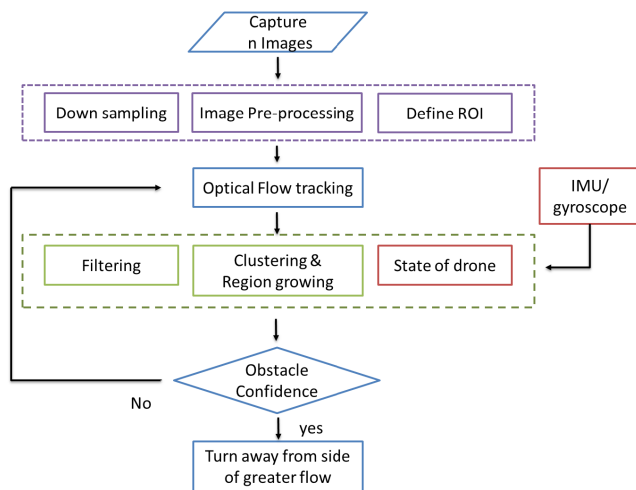 Capture
n Images
Down sampling
Image Pre-processing
Define ROI
Optical Flow tracking
IMU/
gyroscope
Filtering
Clustering &
Region growing
State of drone
Obstacle
Confidence
No
yes
Turn away from side
of greater flow